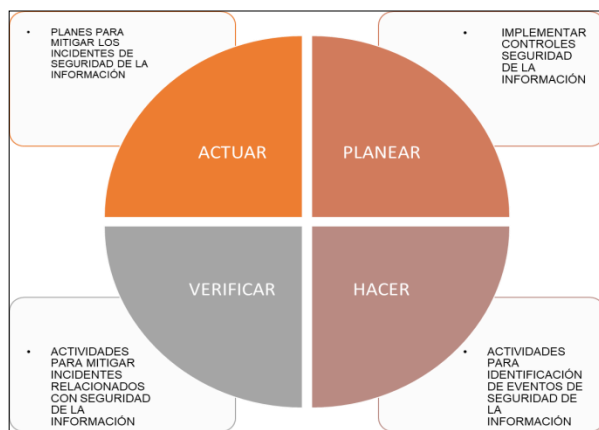 • PLANES PARA
MITIGAR LOS
INCIDENTES DE
SEGURIDAD DE LA
INFORMACIÓN
• IMPLEMENTAR
CONTROLES
SEGURIDAD
DE LA
INFORMACIÓN
ACTUAR
PLANEAR
VERIFICAR
HACER
• ACTIVIDADES
PARA MITIGAR
INCIDENTES
RELACIONADOS
CON SEGURIDAD
DE LA
INFORMACIÓN
• ACTIVIDADES
PARA
IDENTIFICACIÓN
DE EVENTOS DE
SEGURIDAD DE
LA
INFORMACIÓN